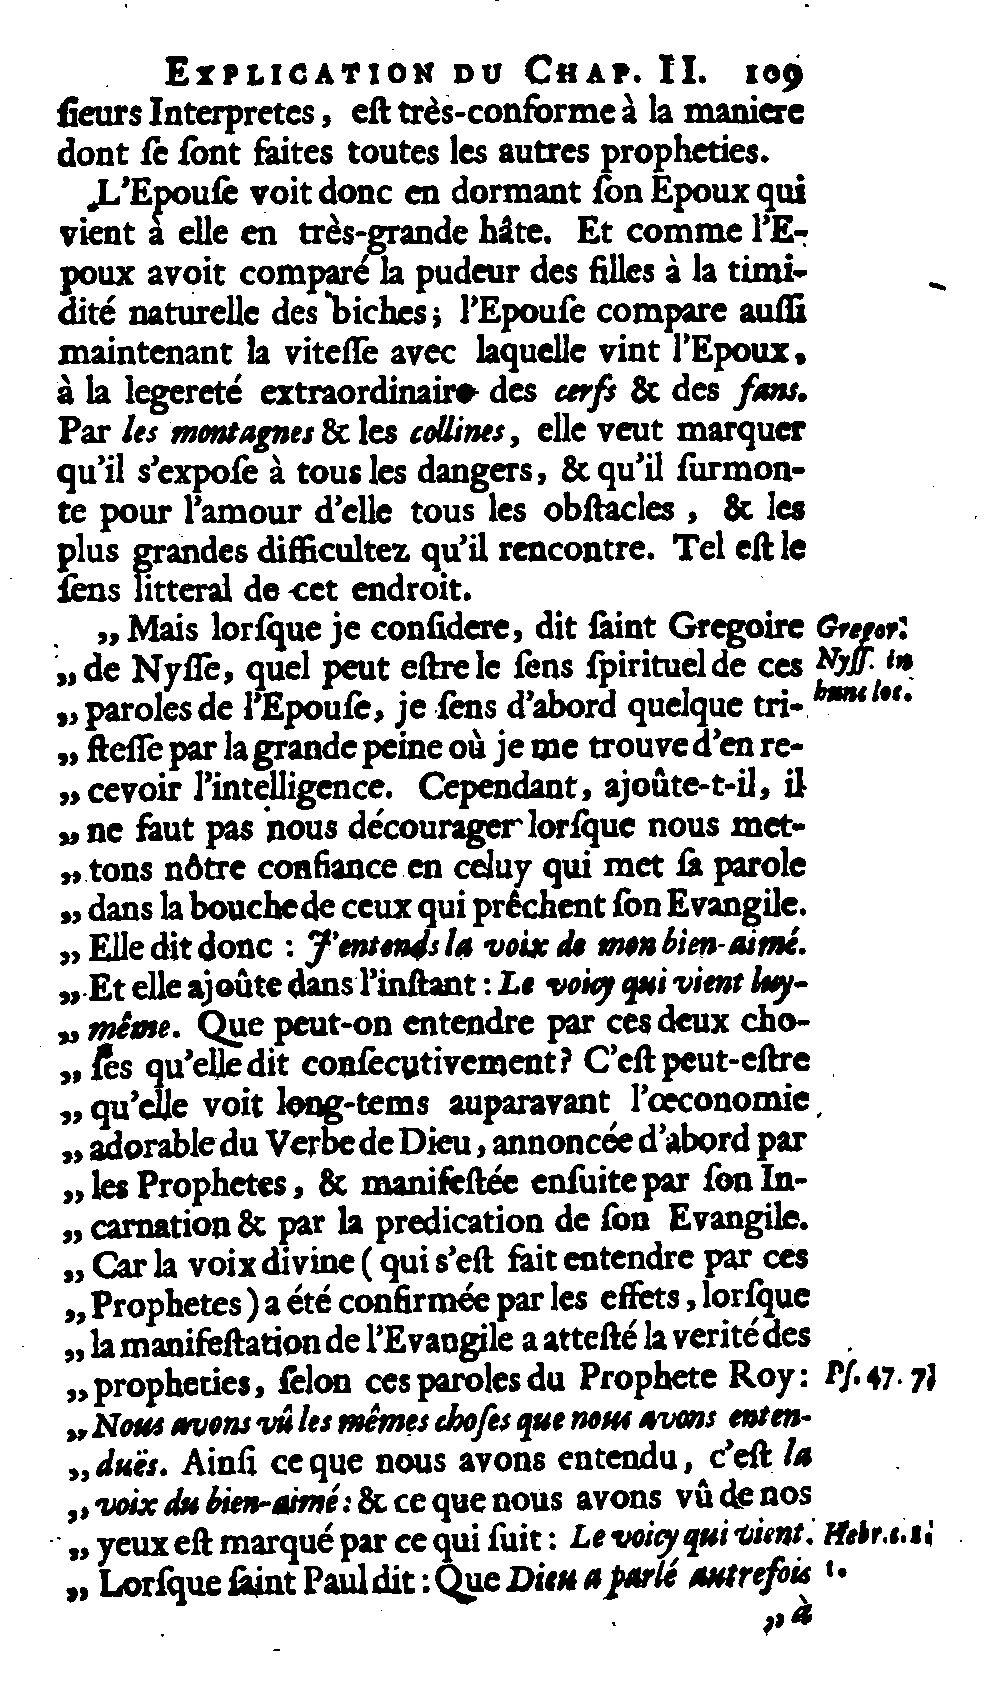 EXPLICATION DU CHAP. II. 109
ſieurs Interpretes, eſt très-conforme à la maniere
dont ſe ſont faites toutes les autres propheties.
L'Epouſe voit donc en dormant ſon Epoux qui
vient à elle en très-grande hâte. Et comme l'E-
poux avoit comparé la pudeur des filles à la timi-
dité naturelle des biches; l'Epouſe compare auſſi
maintenant la viteſſe avec laquelle vint l'Epoux,
à la legereté extraordinaire des cerfs & des fans.
Par les montagnes & les collines, elle veut marquer
qu'il s'expoſe à tous les dangers, & qu'il ſurmon-
te pour l'amour d'elle tous les obſtacles, & les
plus grandes difficultez qu'il rencontre. Tel eſt le
ſens litteral de cet endroit.
„ Mais lorſque je conſidere, dit ſaint Gregoire Gregor.
„ de Nyſſe, quel peut eſtre le ſens ſpirituel de ces Nyſſ. in
„ paroles de l'Epouſe, je ſens d'abord quelque tri- hunc loc.
„ ſteſſe par la grande peine où je me trouve d'en re-
„ cevoir l'intelligence. Cependant, ajoûte-t-il, il
„ ne faut pas nous décourager lorſque nous met-
„ tons nôtre confiance en celuy qui met ſa parole
„ dans la bouche de ceux qui prêchent ſon Evangile.
„ Elle dit donc : J'entends la voix de mon bien-aimé.
„ Et elle ajoûte dans l'inſtant : Le voicy qui vient luy-
„ même. Que peut-on entendre par ces deux cho-
„ ſes qu'elle dit conſecutivement? C'eſt peut-eſtre
„ qu'elle voit long-tems auparavant l'œconomie
„ adorable du Verbe de Dieu, annoncée d'abord par
„ les Prophetes, & manifeſtée enſuite par ſon In-
„ carnation & par la predication de ſon Evangile.
„ Car la voix divine ( qui s'eſt fait entendre par ces
„ Prophetes ) a été confirmée par les effets, lorſque
„ la manifeſtation de l'Evangile a atteſté la verité des
„ propheties, ſelon ces paroles du Prophete Roy: Pſ. 47. 7.
„ Nous avons vû les mêmes choſes que nous avons enten-
„ duës. Ainſi ce que nous avons entendu, c'eſt la
„ voix du bien-aimé: & ce que nous avons vû de nos
„ yeux eſt marqué par ce qui ſuit : Le voicy qui vient. Hebr.
„ Lorſque ſaint Paul dit : Que Dieu a parlé autrefois 1.
„ à